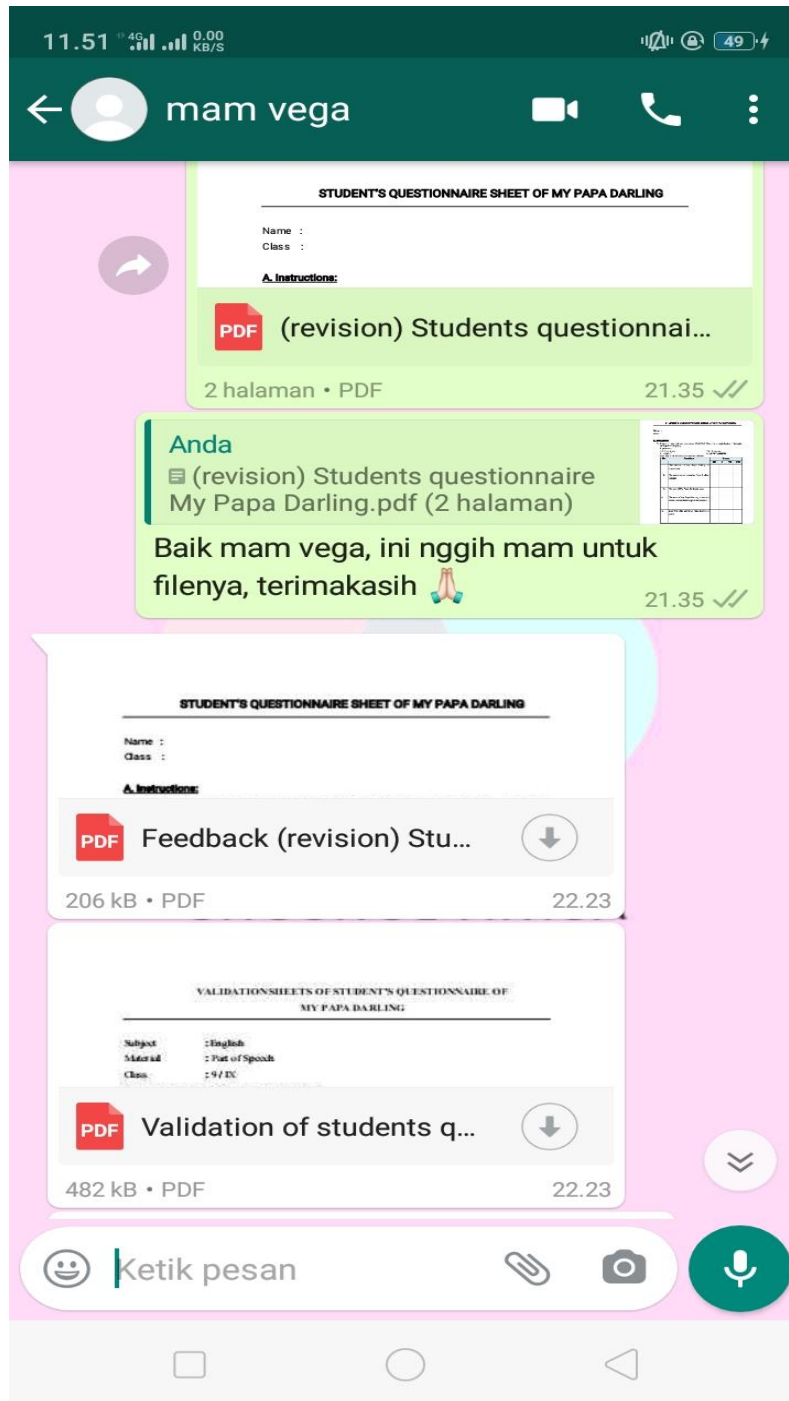 11.51 4G 0.00 KB/S 49
mam vega
STUDENT'S QUESTIONNAIRE SHEET OF MY PAPA DARLING
Name :
Class :
A. Instructions:
PDF (revision) Students questionnai...
2 halaman • PDF 21.35
Anda
(revision) Students questionnaire
My Papa Darling.pdf (2 halaman)
Baik mam vega, ini nggih mam untuk
filenya, terimakasih 🙏🏻
21.35
STUDENT'S QUESTIONNAIRE SHEET OF MY PAPA DARLING
Name :
Class :
A. Instructions:
PDF Feedback (revision) Stu...
206 kB • PDF 22.23
VALIDATION SHEETS OF STUDENT'S QUESTIONNAIRE OF
MY PAPA DARLING
Subject : English
Material : Part of Speech
Class : 9 / IX
PDF Validation of students q...
482 kB • PDF 22.23
Ketik pesan